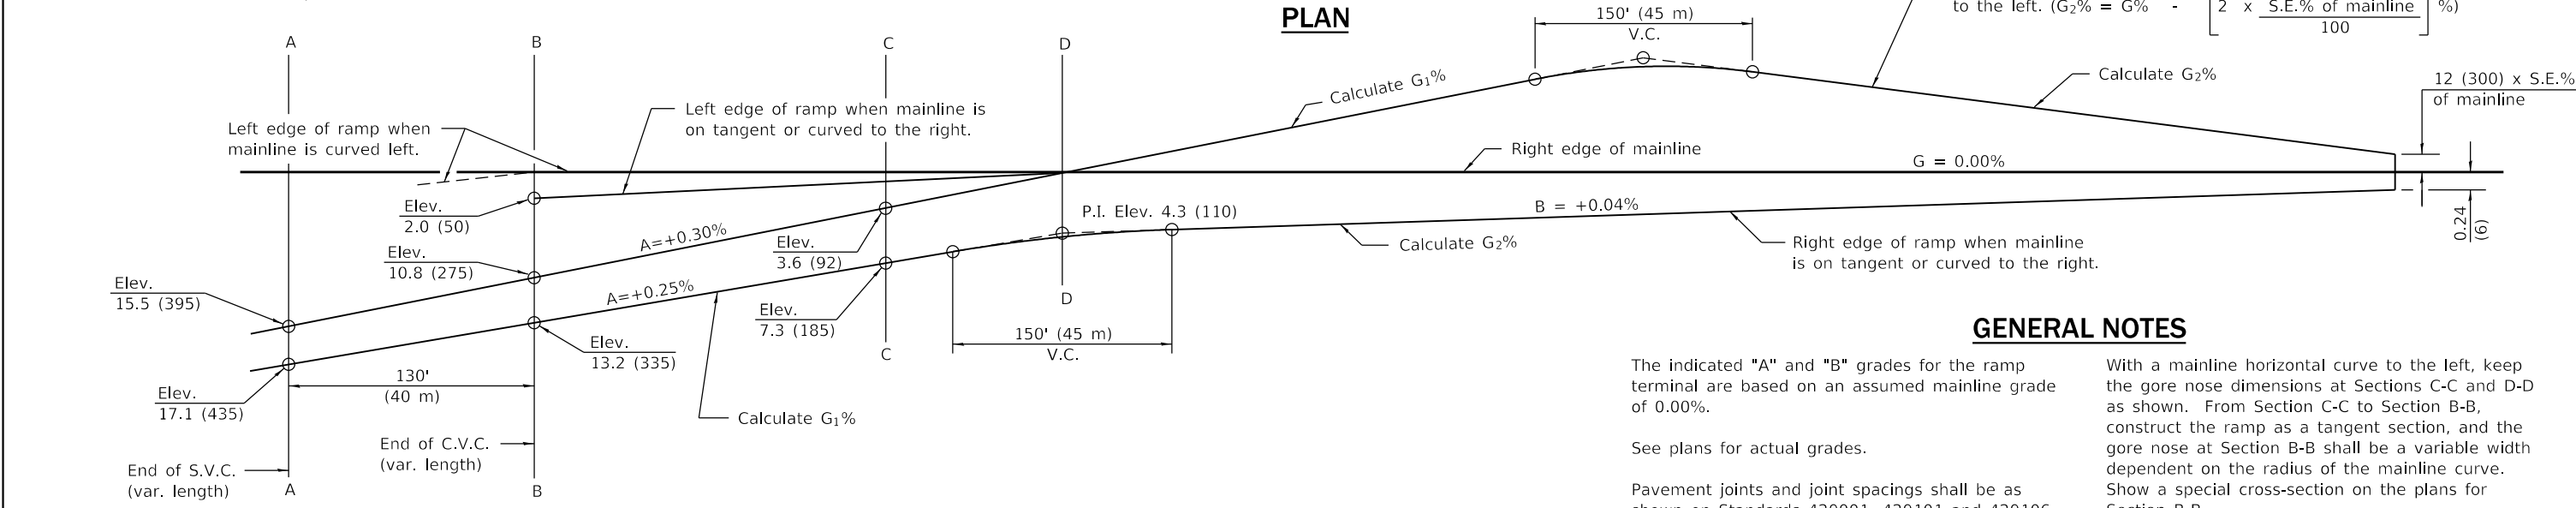 PLAN
to the left. (G₂% = G% - [2 x S.E.% of mainline %)
100
A
B
C
D
150' (45 m)
V.C.
Calculate G₁%
Calculate G₂%
12 (300) x S.E.%
of mainline
Left edge of ramp when
mainline is curved left.
Left edge of ramp when mainline is
on tangent or curved to the right.
Right edge of mainline
G = 0.00%
Elev.
2.0 (50)
A=+0.30%
Elev.
3.6 (92)
P.I. Elev. 4.3 (110)
B = +0.04%
0.24
(6)
Elev.
10.8 (275)
Calculate G₂%
Right edge of ramp when mainline
is on tangent or curved to the right.
Elev.
15.5 (395)
A=+0.25%
D
Elev.
7.3 (185)
C
150' (45 m)
V.C.
Elev.
13.2 (335)
130'
(40 m)
Elev.
17.1 (435)
Calculate G₁%
End of C.V.C.
(var. length)
End of S.V.C.
(var. length)
A
B
GENERAL NOTES
The indicated "A" and "B" grades for the ramp
terminal are based on an assumed mainline grade
of 0.00%.
See plans for actual grades.
Pavement joints and joint spacings shall be as
With a mainline horizontal curve to the left, keep
the gore nose dimensions at Sections C-C and D-D
as shown. From Section C-C to Section B-B,
construct the ramp as a tangent section, and the
gore nose at Section B-B shall be a variable width
dependent on the radius of the mainline curve.
Show a special cross-section on the plans for